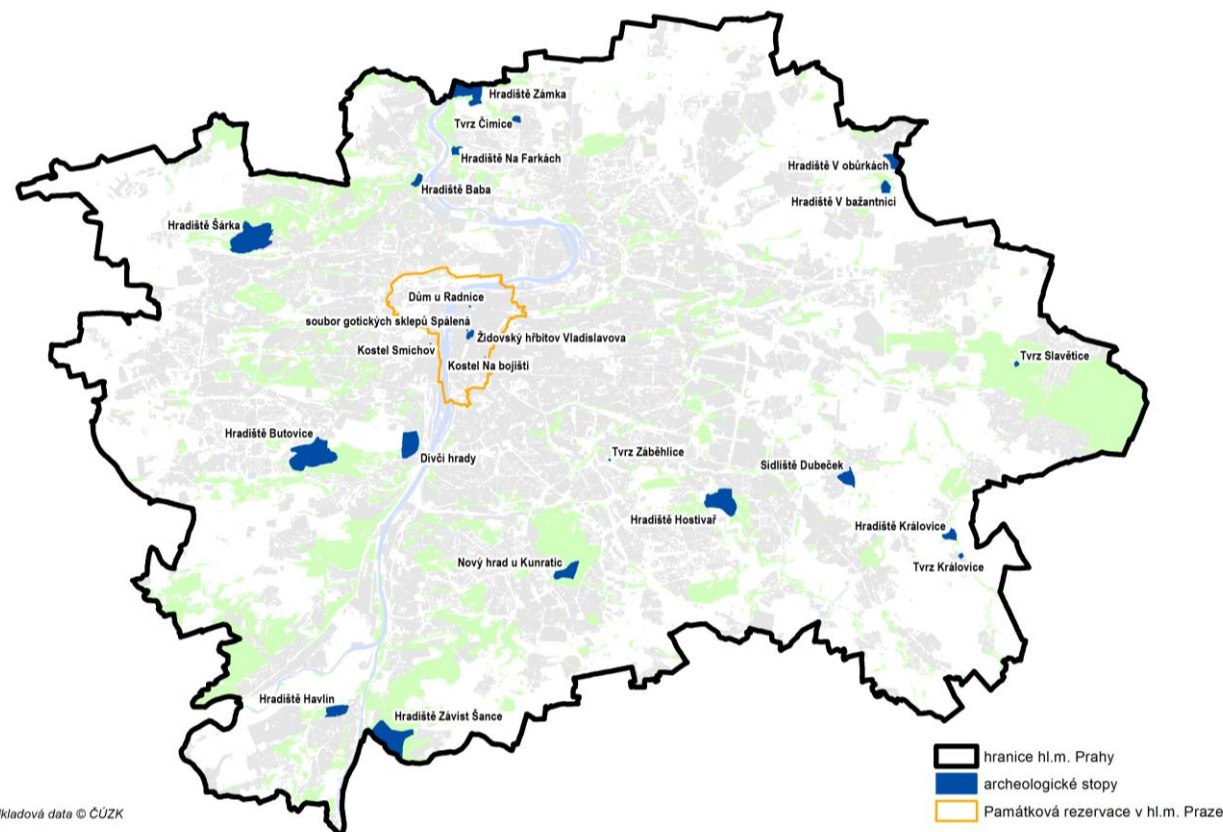 Hradiště Zámka
Tvrz Čimice
Hradiště Na Farkách
Hradiště V obůrkách
Hradiště Baba
Hradiště V bažantnici
Hradiště Šárka
Dům u Radnice
soubor gotických sklepů Spálená
Židovský hřbitov Vladislavova
Kostel Smíchov
Kostel Na bojišti
Tvrz Slavětice
Hradiště Butovice
Dívčí hrady
Tvrz Záběhlice
Sídliště Dubeček
Hradiště Hostivař
Hradiště Královice
Nový hrad u Kunratic
Tvrz Královice
Hradiště Havlín
Hradiště Závist Šance
hranice hl.m. Prahy
archeologické stopy
Památková rezervace v hl.m. Praze
kladová data © ČÚZK